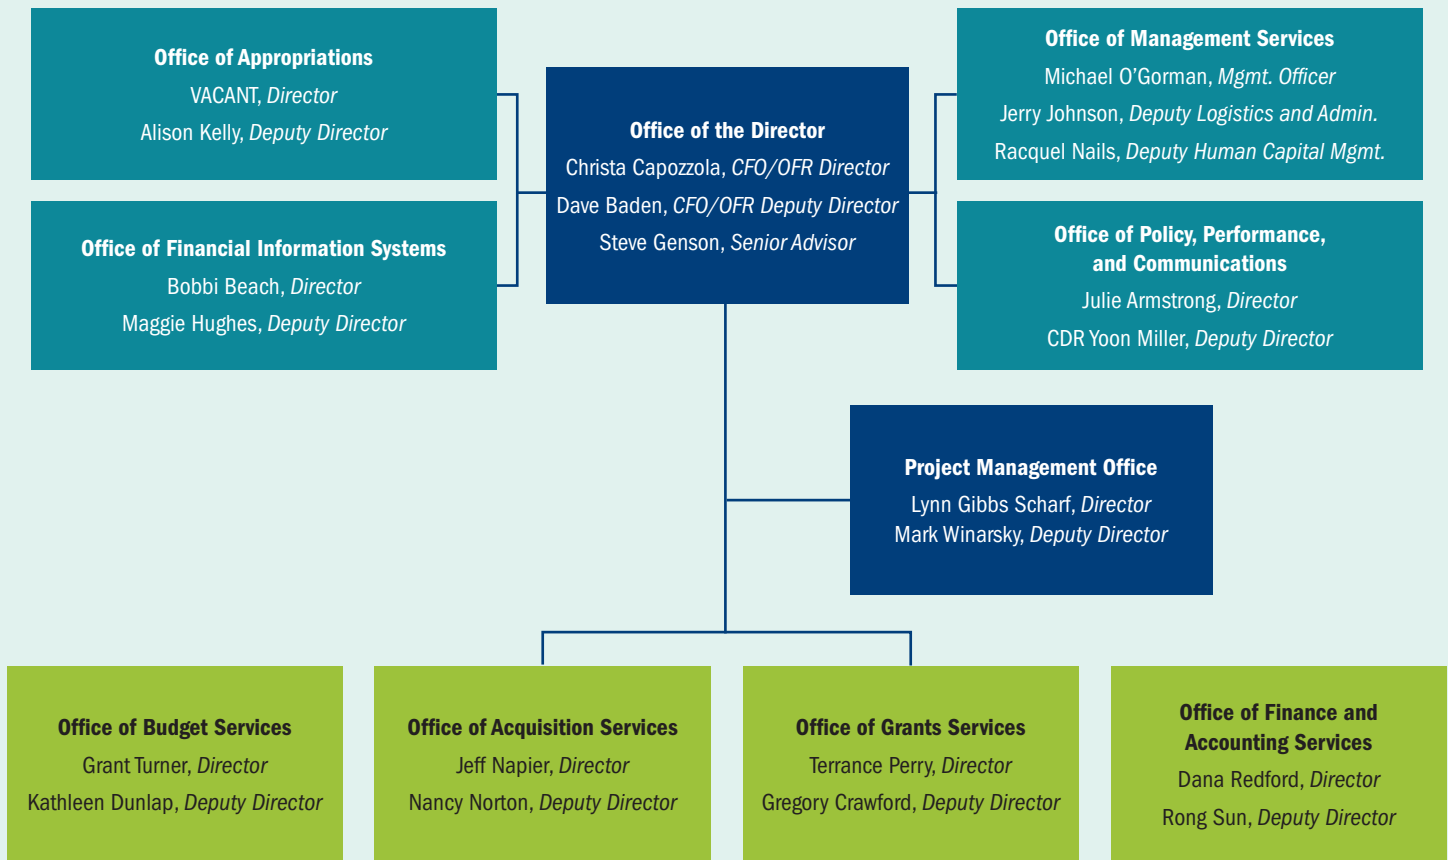 Office of Appropriations
VACANT, Director
Alison Kelly, Deputy Director
Office of Financial Information Systems
Bobbi Beach, Director
Maggie Hughes, Deputy Director
Office of the Director
Christa Capozzola, CFO/OFR Director
Dave Baden, CFO/OFR Deputy Director
Steve Genson, Senior Advisor
Office of Management Services
Michael O’Gorman, Mgmt. Officer
Jerry Johnson, Deputy Logistics and Admin.
Racquel Nails, Deputy Human Capital Mgmt.
Office of Policy, Performance,
and Communications
Julie Armstrong, Director
CDR Yoon Miller, Deputy Director
Project Management Office
Lynn Gibbs Scharf, Director
Mark Winarsky, Deputy Director
Office of Budget Services
Grant Turner, Director
Kathleen Dunlap, Deputy Director
Office of Acquisition Services
Jeff Napier, Director
Nancy Norton, Deputy Director
Office of Grants Services
Terrance Perry, Director
Gregory Crawford, Deputy Director
Office of Finance and
Accounting Services
Dana Redford, Director
Rong Sun, Deputy Director